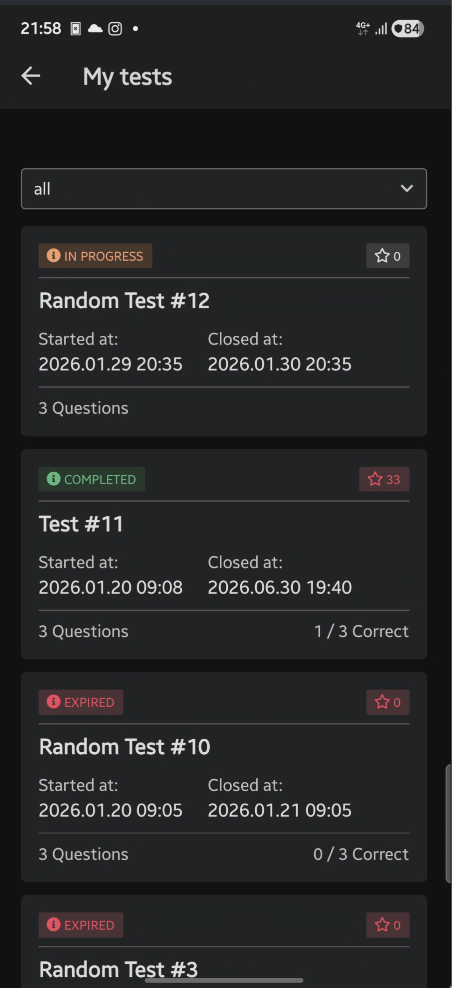 21:58
4G+ 84
My tests
all
IN PROGRESS 0
Random Test #12
Started at: Closed at:
2026.01.29 20:35 2026.01.30 20:35
3 Questions
COMPLETED 33
Test #11
Started at: Closed at:
2026.01.20 09:08 2026.06.30 19:40
3 Questions 1 / 3 Correct
EXPIRED 0
Random Test #10
Started at: Closed at:
2026.01.20 09:05 2026.01.21 09:05
3 Questions 0 / 3 Correct
EXPIRED 0
Random Test #3